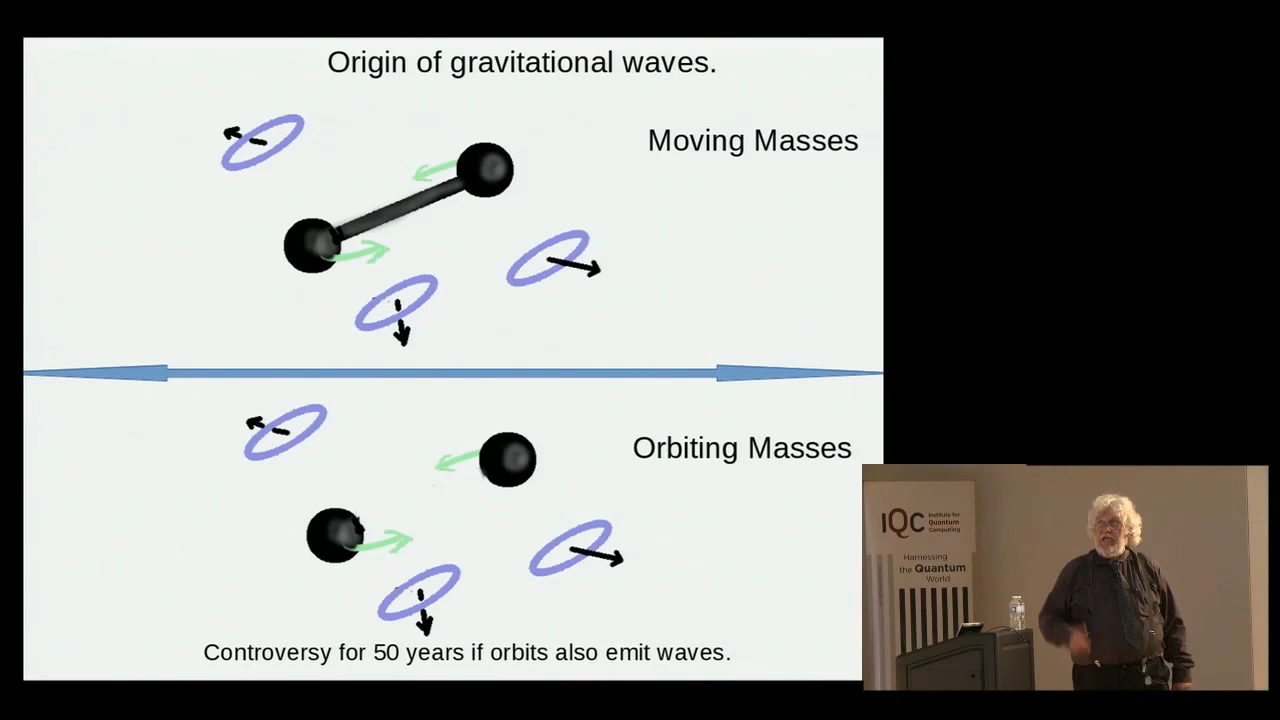 Origin of gravitational waves.
Moving Masses
Orbiting Masses
Controversy for 50 years if orbits also emit waves.
IQC
Institute for
Quantum
Computing
Harnessing
the Quantum
World